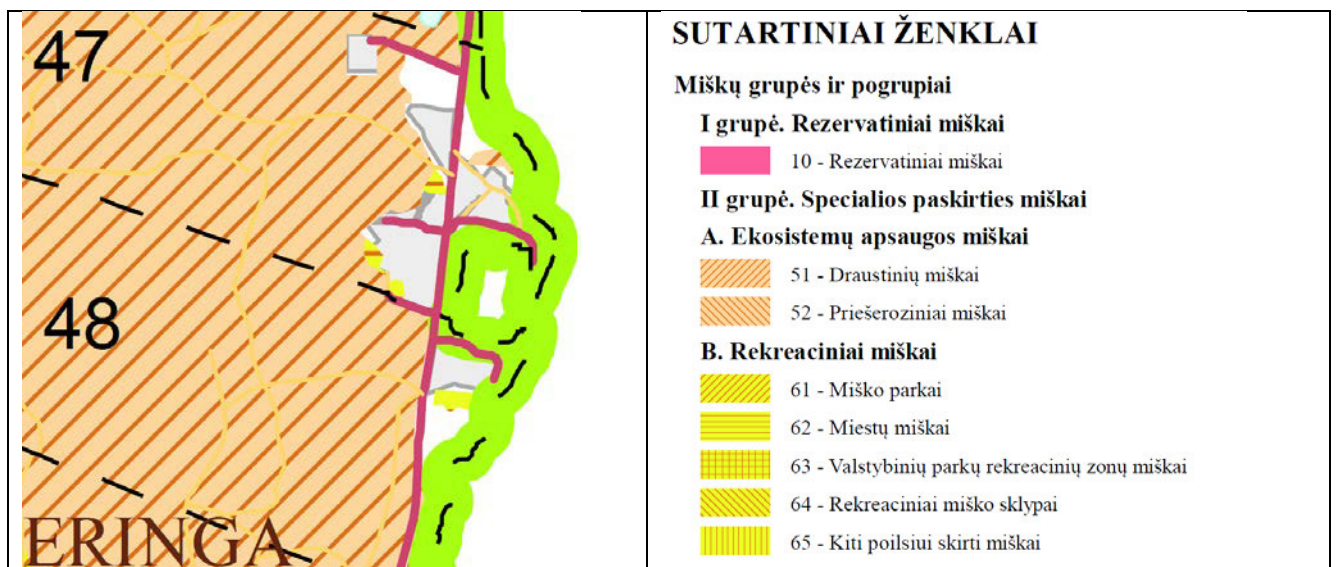 47
48
ERINGA
SUTARTINIAI ŽENKLAI
Miškų grupės ir pogrupiai
I grupė. Rezervatiniai miškai
10 - Rezervatiniai miškai
II grupė. Specialios paskirties miškai
A. Ekosistemų apsaugos miškai
51 - Draustinių miškai
52 - Priešeroziniai miškai
B. Rekreaciniai miškai
61 - Miško parkai
62 - Miestų miškai
63 - Valstybinių parkų rekreacinių zonų miškai
64 - Rekreaciniai miško sklypai
65 - Kiti poilsiui skirti miškai